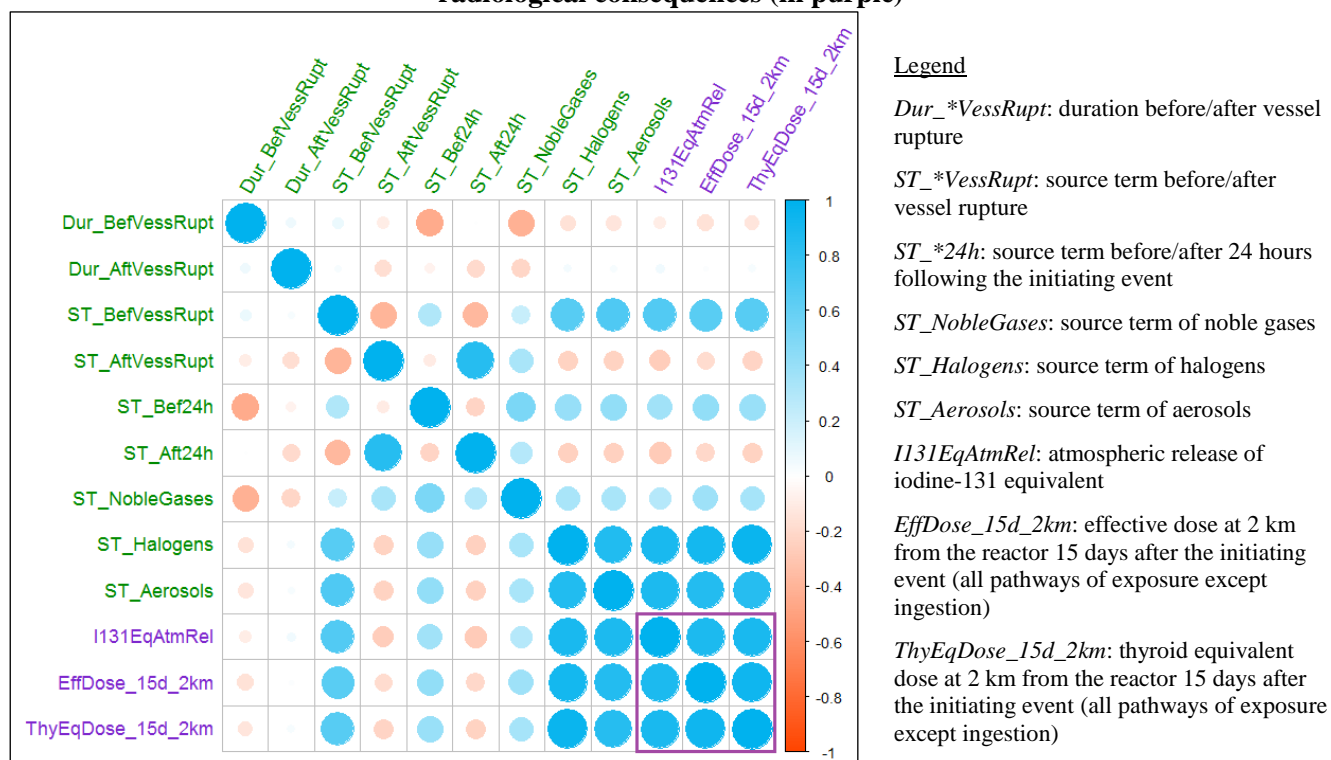 radiological consequences (in purple)
Dur_BefVessRupt
Dur_AftVessRupt
ST_BefVessRupt
ST_AftVessRupt
ST_Bef24h
ST_Aft24h
ST_NobleGases
ST_Halogens
ST_Aerosols
I131EqAtmRel
EffDose_15d_2km
ThyEqDose_15d_2km
Dur_BefVessRupt
Dur_AftVessRupt
ST_BefVessRupt
ST_AftVessRupt
ST_Bef24h
ST_Aft24h
ST_NobleGases
ST_Halogens
ST_Aerosols
I131EqAtmRel
EffDose_15d_2km
ThyEqDose_15d_2km
1
0.8
0.6
0.4
0.2
0
-0.2
-0.4
-0.6
-0.8
-1
Legend
Dur_*VessRupt: duration before/after vessel
rupture
ST_*VessRupt: source term before/after
vessel rupture
ST_*24h: source term before/after 24 hours
following the initiating event
ST_NobleGases: source term of noble gases
ST_Halogens: source term of halogens
ST_Aerosols: source term of aerosols
I131EqAtmRel: atmospheric release of
iodine-131 equivalent
EffDose_15d_2km: effective dose at 2 km
from the reactor 15 days after the initiating
event (all pathways of exposure except
ingestion)
ThyEqDose_15d_2km: thyroid equivalent
dose at 2 km from the reactor 15 days after
the initiating event (all pathways of exposure
except ingestion)